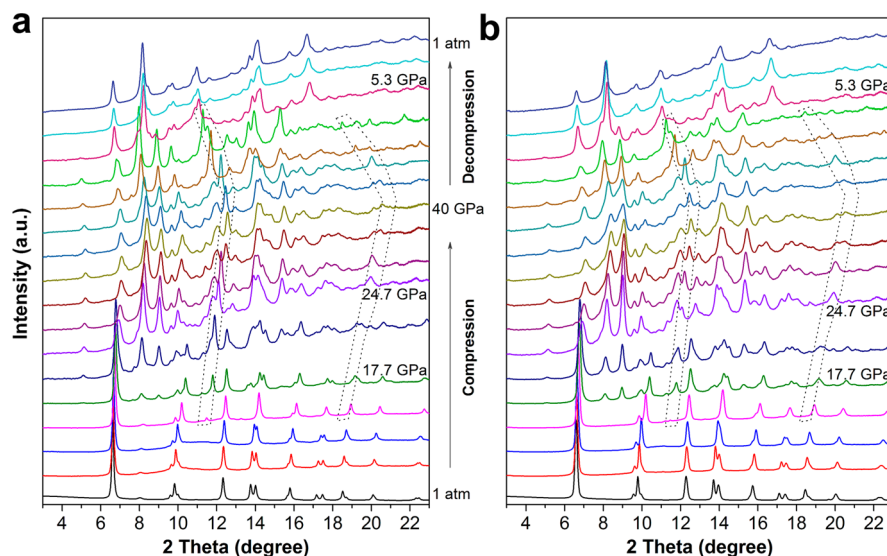 a
b
1 atm
5.3 GPa
5.3 GPa
Decompression
Intensity (a.u.)
40 GPa
24.7 GPa
24.7 GPa
Compression
17.7 GPa
17.7 GPa
1 atm
4 6 8 10 12 14 16 18 20 22
4 6 8 10 12 14 16 18 20 22
2 Theta (degree)
2 Theta (degree)